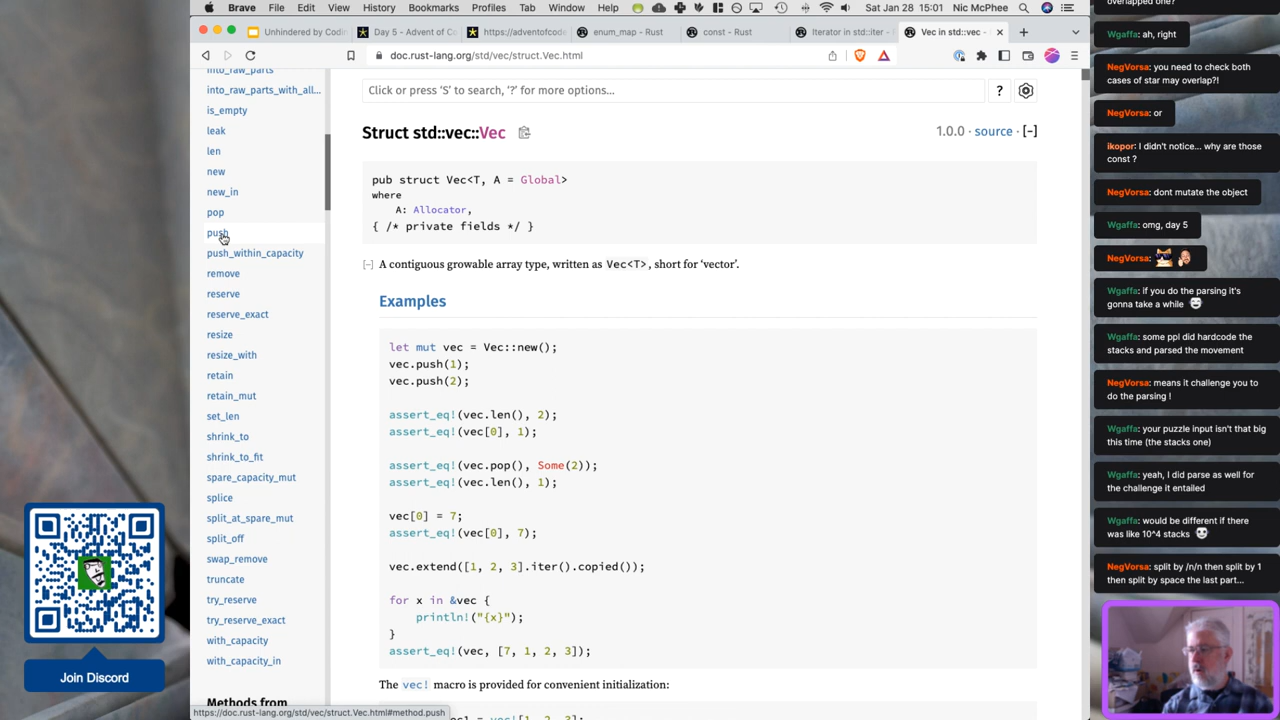 Brave File Edit View History Bookmarks Profiles Tab Window Help Sat Jan 28 15:01 Nic McPhee
Unhindered by Codin
Day 5 - Advent of Co
https://adventofcode
enum_map - Rust
const - Rust
Iterator in std::iter -
Vec in std::vec -
doc.rust-lang.org/std/vec/struct.Vec.html
into_raw_parts
into_raw_parts_with_all...
is_empty
leak
len
new
new_in
pop
push
push_within_capacity
remove
reserve
reserve_exact
resize
resize_with
retain
retain_mut
set_len
shrink_to
shrink_to_fit
spare_capacity_mut
splice
split_at_spare_mut
split_off
swap_remove
truncate
try_reserve
try_reserve_exact
with_capacity
with_capacity_in
Methods from
https://doc.rust-lang.org/std/vec/struct.Vec.html#method.push
Click or press ‘S’ to search, ‘?’ for more options...
?
Struct std::vec::Vec
1.0.0 · source · [-]
pub struct Vec<T, A = Global>
where
A: Allocator,
{ /* private fields */ }
[-] A contiguous growable array type, written as Vec<T>, short for ‘vector’.
Examples
let mut vec = Vec::new();
vec.push(1);
vec.push(2);
assert_eq!(vec.len(), 2);
assert_eq!(vec[0], 1);
assert_eq!(vec.pop(), Some(2));
assert_eq!(vec.len(), 1);
vec[0] = 7;
assert_eq!(vec[0], 7);
vec.extend([1, 2, 3].iter().copied());
for x in &vec {
println!("{x}");
}
assert_eq!(vec, [7, 1, 2, 3]);
The vec! macro is provided for convenient initialization:
overlapped one?
Wgaffa: ah, right
NegVorsa: you need to check both
cases of star may overlap?!
NegVorsa: or
ikopor: I didn't notice... why are those
const ?
NegVorsa: dont mutate the object
Wgaffa: omg, day 5
NegVorsa:
Wgaffa: if you do the parsing it's
gonna take a while
Wgaffa: some ppl did hardcode the
stacks and parsed the movement
NegVorsa: means it challenge you to
do the parsing !
Wgaffa: your puzzle input isn't that big
this time (the stacks one)
Wgaffa: yeah, I did parse as well for
the challenge it entailed
Wgaffa: would be different if there
was like 10^4 stacks
NegVorsa: split by /n/n then split by 1
then split by space the last part...
Join Discord